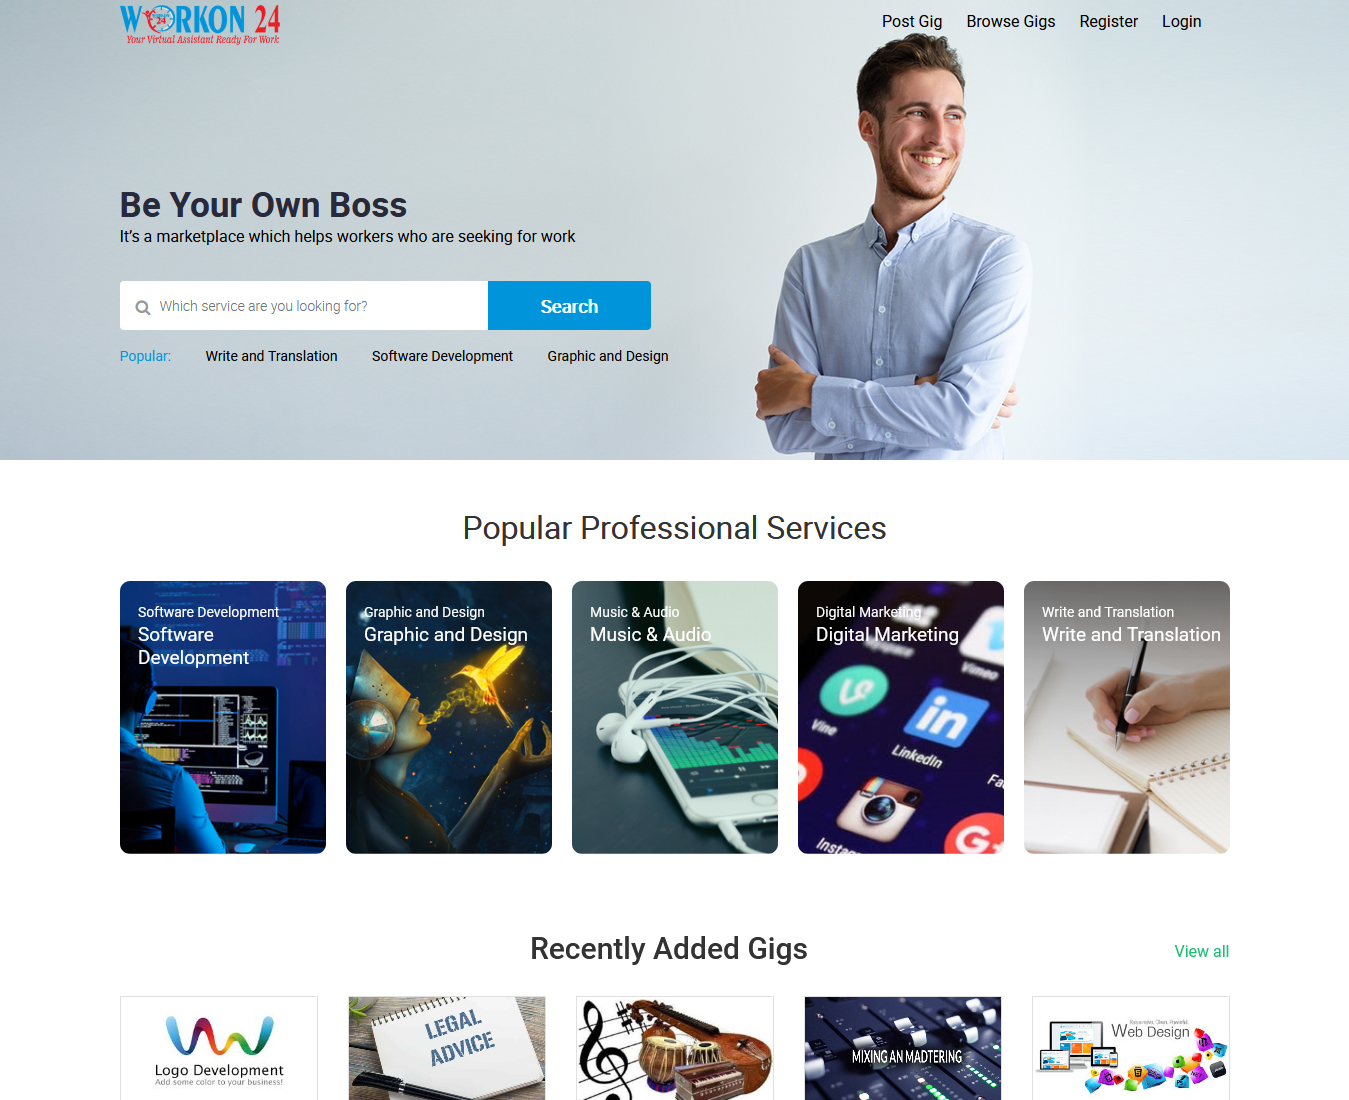 WORKON 24
Your Virtual Assistant Ready For Work
Post Gig Browse Gigs Register Login
Be Your Own Boss
It's a marketplace which helps workers who are seeking for work
Which service are you looking for? Search
Popular: Write and Translation Software Development Graphic and Design
Popular Professional Services
Software Development
Software
Development
Graphic and Design
Graphic and Design
Music & Audio
Music & Audio
Digital Marketing
Digital Marketing
Vimeo
Vine
LinkedIn
Write and Translation
Write and Translation
Recently Added Gigs
View all
Logo Development
Add some color to your business!
LEGAL
ADVICE
MIXING AN MADTERING
Web Design